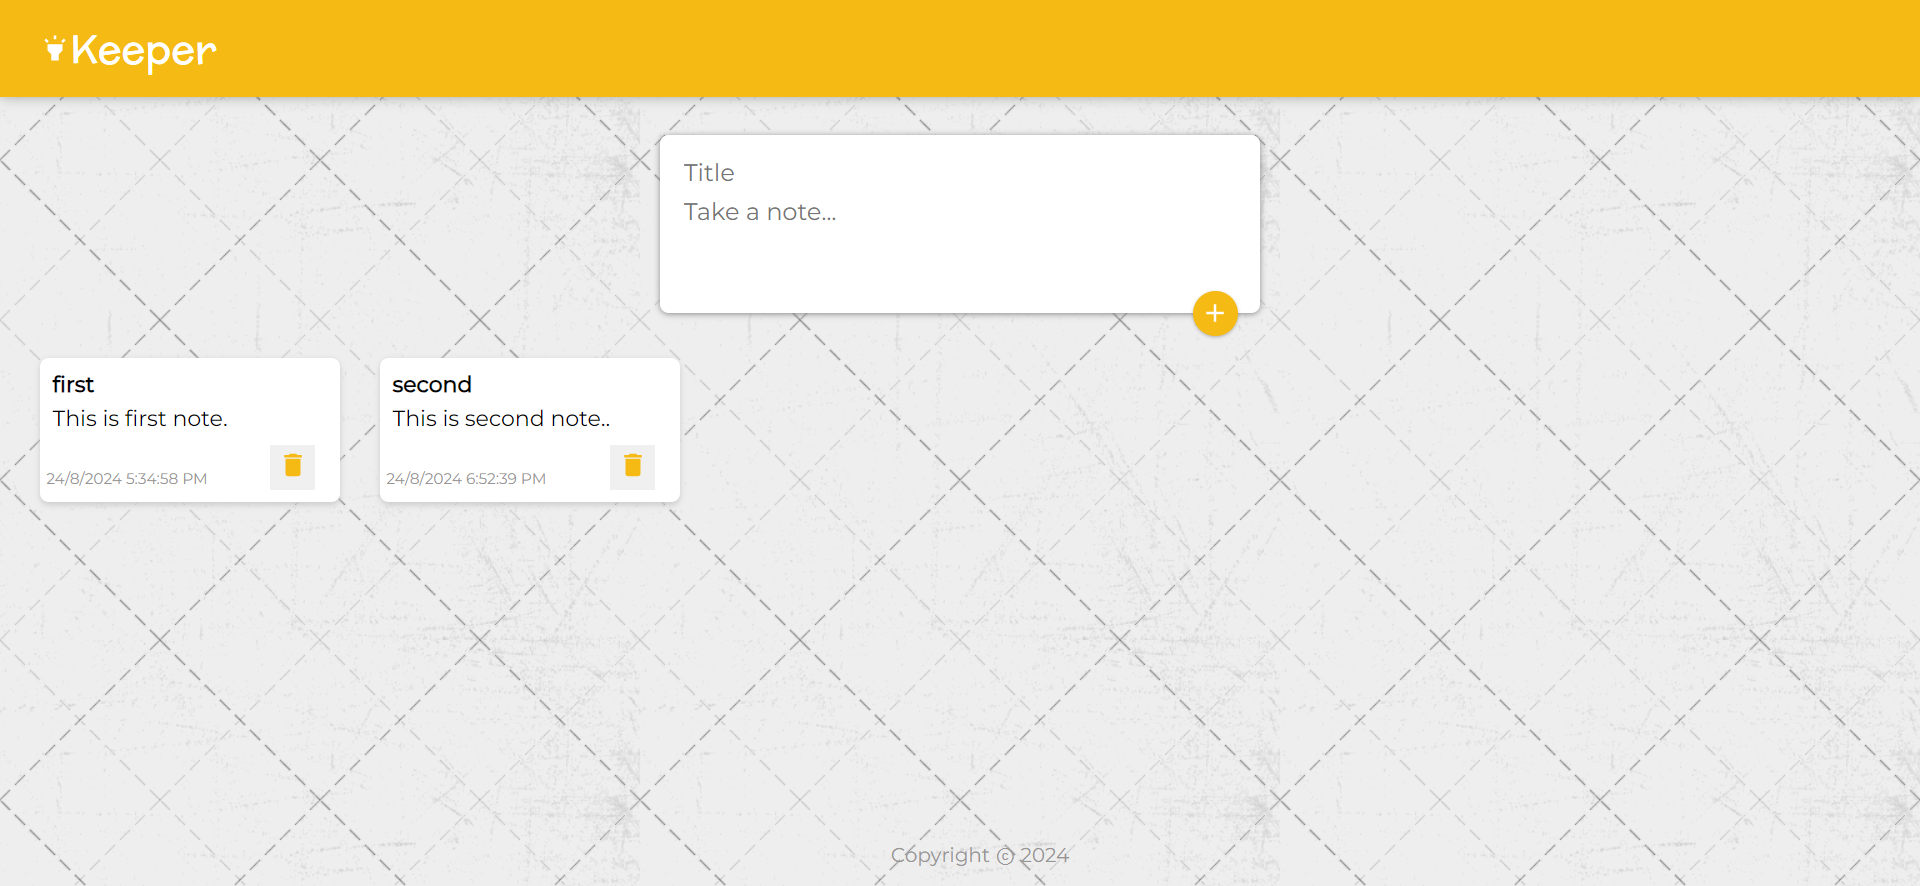 Keeper
Title
Take a note...
first
This is first note.
24/8/2024 5:34:58 PM
second
This is second note..
24/8/2024 6:52:39 PM
Copyright © 2024